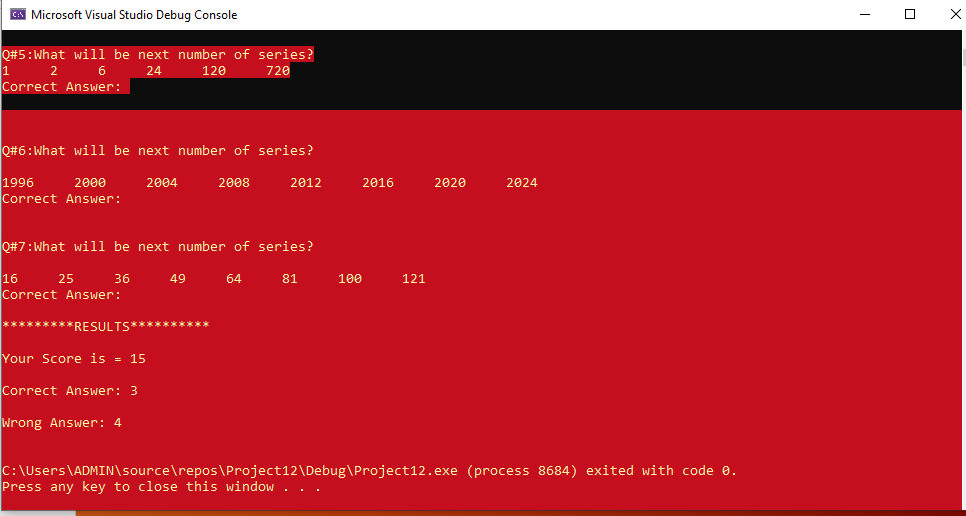 Microsoft Visual Studio Debug Console
Q#5:What will be next number of series?
1     2     6     24     120     720
Correct Answer:
Q#6:What will be next number of series?
1996     2000     2004     2008     2012     2016     2020     2024
Correct Answer:
Q#7:What will be next number of series?
16     25     36     49     64     81     100     121
Correct Answer:
*********RESULTS**********
Your Score is = 15
Correct Answer: 3
Wrong Answer: 4
C:\Users\ADMIN\source\repos\Project12\Debug\Project12.exe (process 8684) exited with code 0.
Press any key to close this window . . .